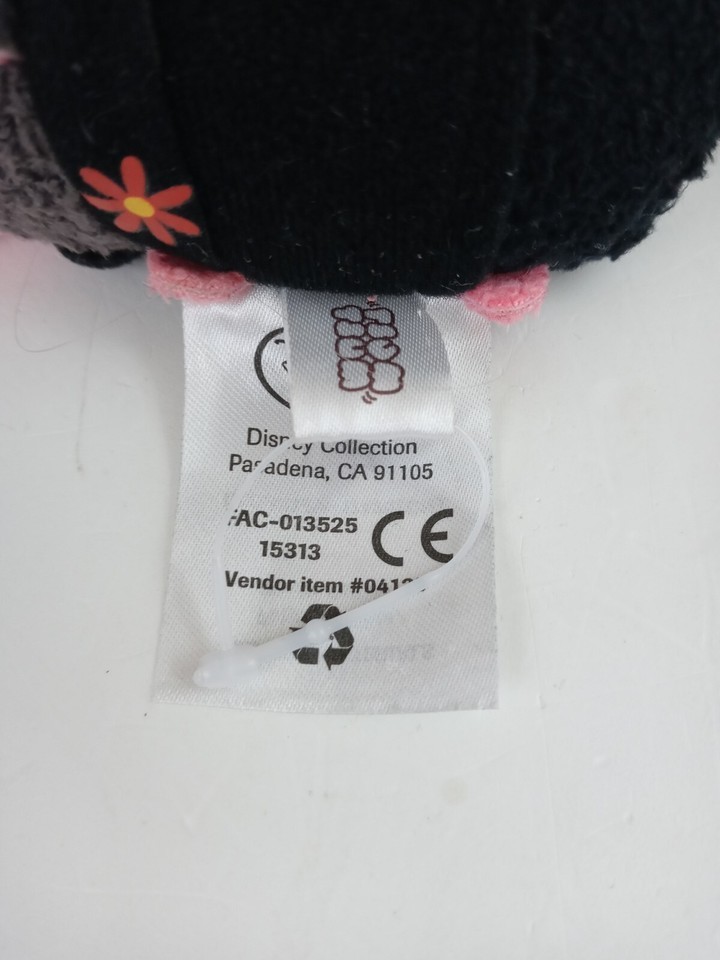 Disney Collection
Pasadena, CA 91105
FAC-013525
15313
CE
Vendor item